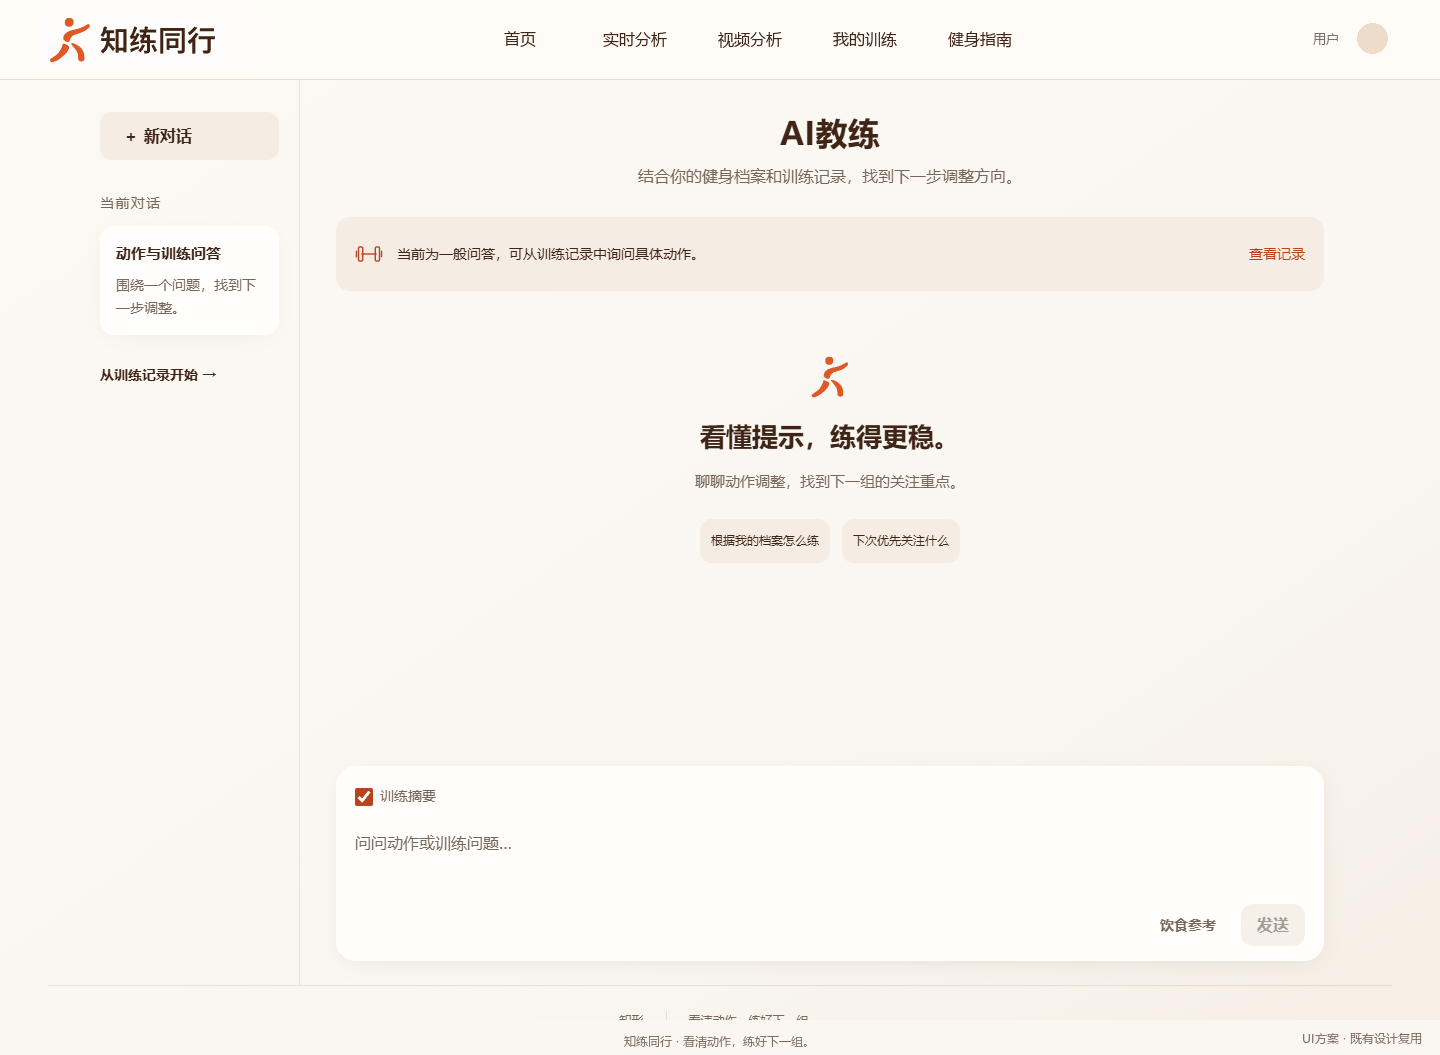 知练同行
首页
实时分析
视频分析
我的训练
健身指南
用户
+ 新对话
当前对话
动作与训练问答
围绕一个问题，找到下
一步调整。
从训练记录开始 →
AI教练
结合你的健身档案和训练记录，找到下一步调整方向。
当前为一般问答，可从训练记录中询问具体动作。
查看记录
看懂提示，练得更稳。
聊聊动作调整，找到下一组的关注重点。
根据我的档案怎么练
下次优先关注什么
训练摘要
问问动作或训练问题...
饮食参考
发送
知练同行 · 看清动作，练好下一组。
UI方案 · 既有设计复用